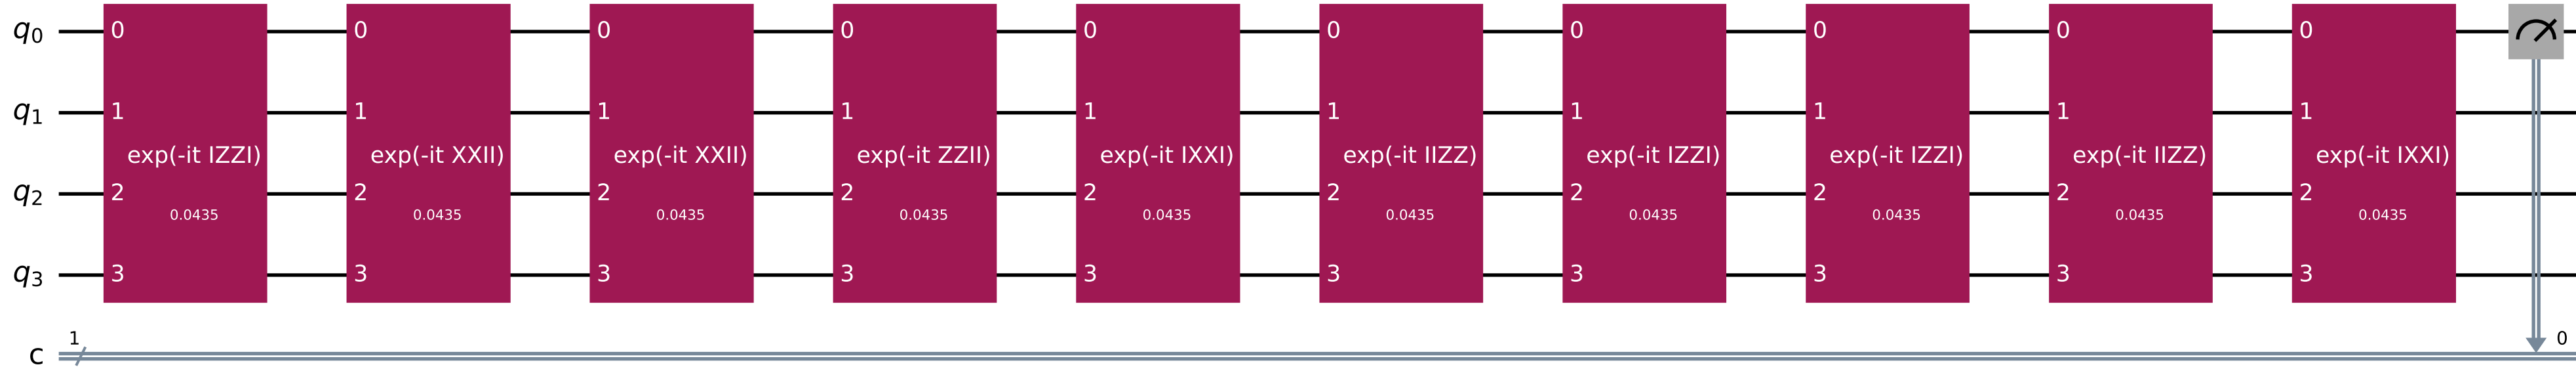 q0 0 0 0 0 0 0 0 0 0 0
q1 1 1 1 1 1 1 1 1 1 1
exp(-it IZZI) exp(-it XXII) exp(-it XXII) exp(-it ZZII) exp(-it IXXI) exp(-it IIZZ) exp(-it IZZI) exp(-it IZZI) exp(-it IIZZ) exp(-it IXXI)
q2 2 2 2 2 2 2 2 2 2 2
0.0435 0.0435 0.0435 0.0435 0.0435 0.0435 0.0435 0.0435 0.0435 0.0435
q3 3 3 3 3 3 3 3 3 3 3
1 0
c